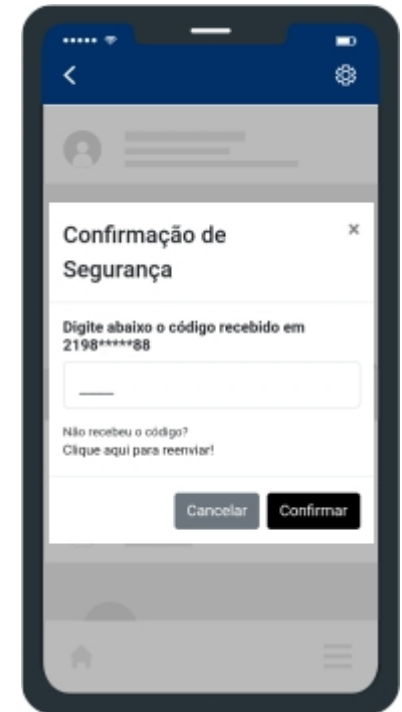 Confirmação de
×
Segurança
Digite abaixo o código recebido em
2198*****88
____
Não recebeu o código?
Clique aqui para reenviar!
Cancelar Confirmar